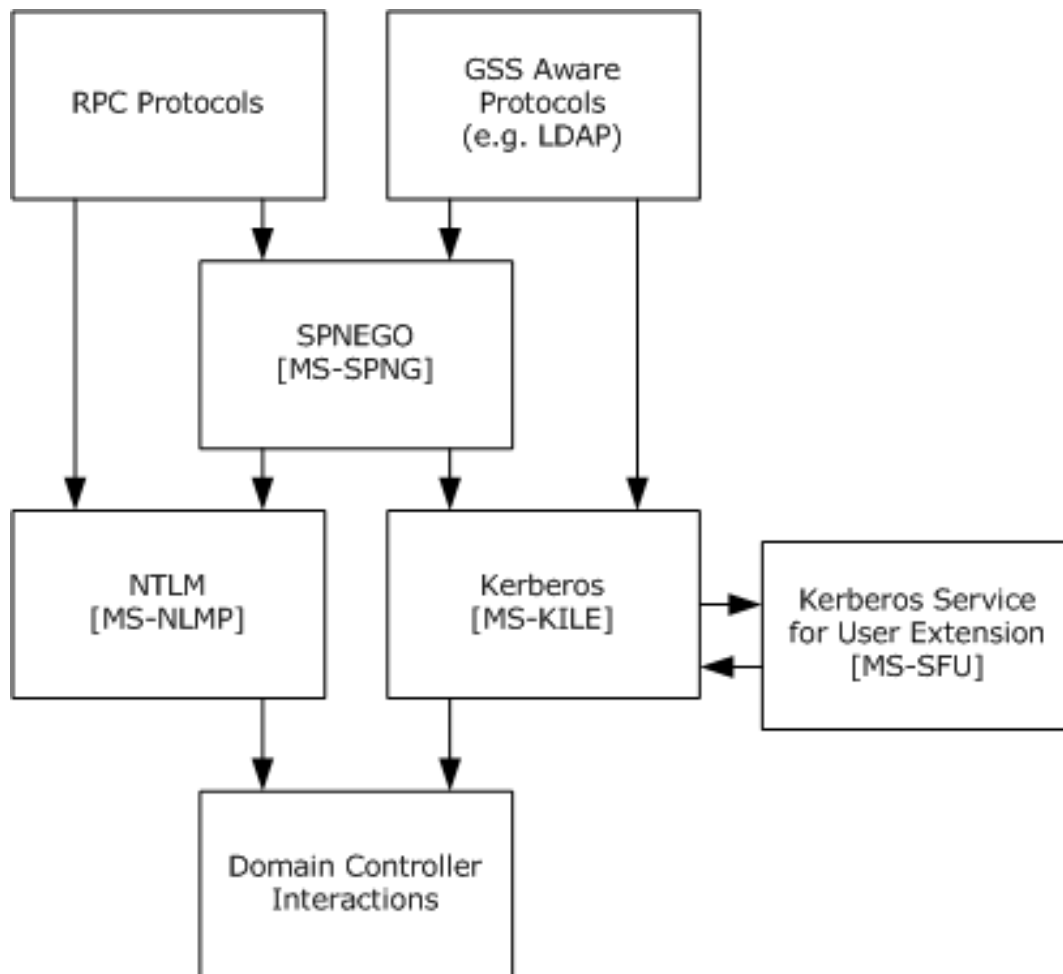 RPC Protocols
GSS Aware
Protocols
(e.g. LDAP)
SPNEGO
[MS-SPNG]
NTLM
[MS-NLMP]
Kerberos
[MS-KILE]
Kerberos Service
for User Extension
[MS-SFU]
Domain Controller
Interactions